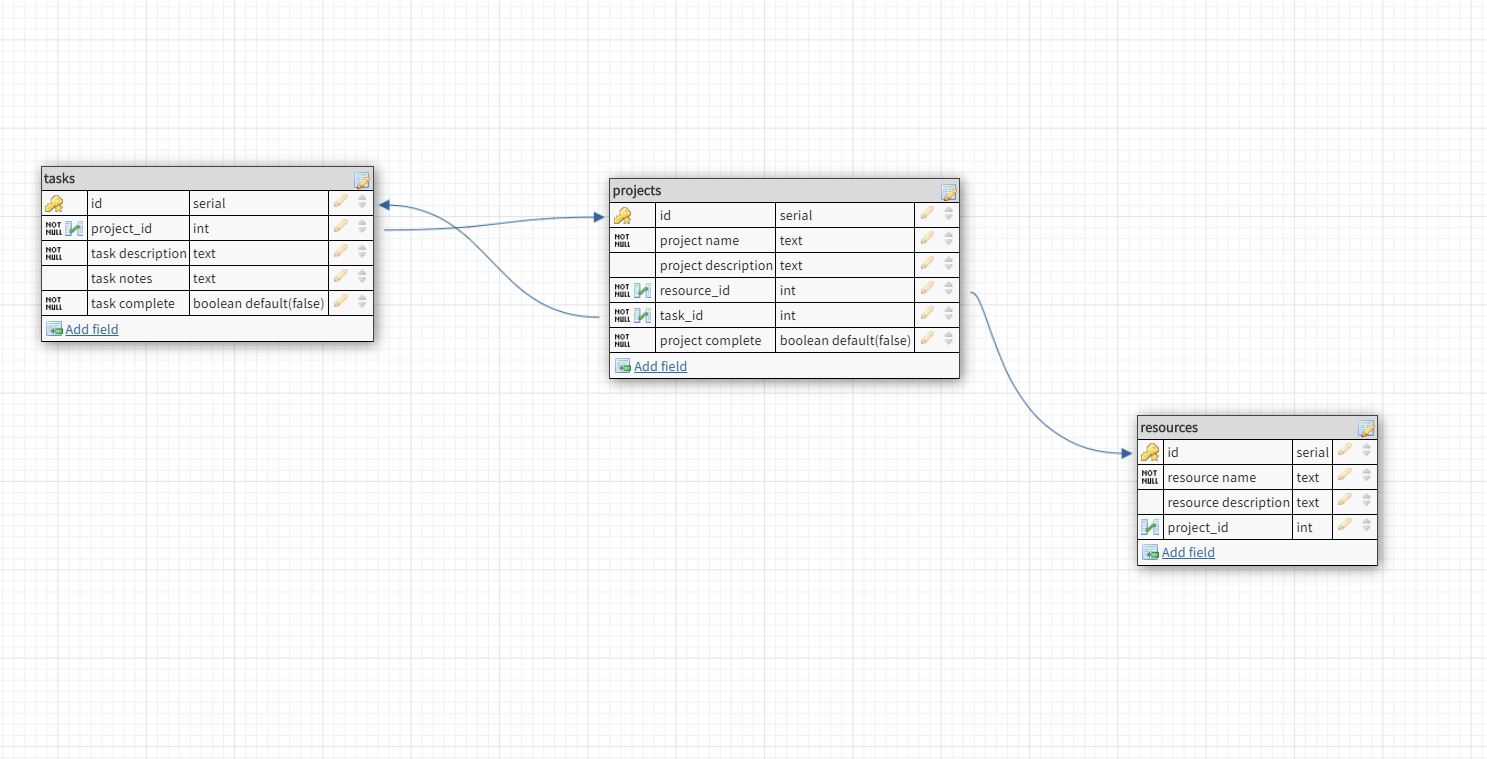 tasks
id serial
NOT NULL project_id int
NOT NULL task description text
task notes text
NOT NULL task complete boolean default(false)
Add field
projects
id serial
NOT NULL project name text
project description text
NOT NULL resource_id int
NOT NULL task_id int
NOT NULL project complete boolean default(false)
Add field
resources
id serial
NOT NULL resource name text
resource description text
project_id int
Add field